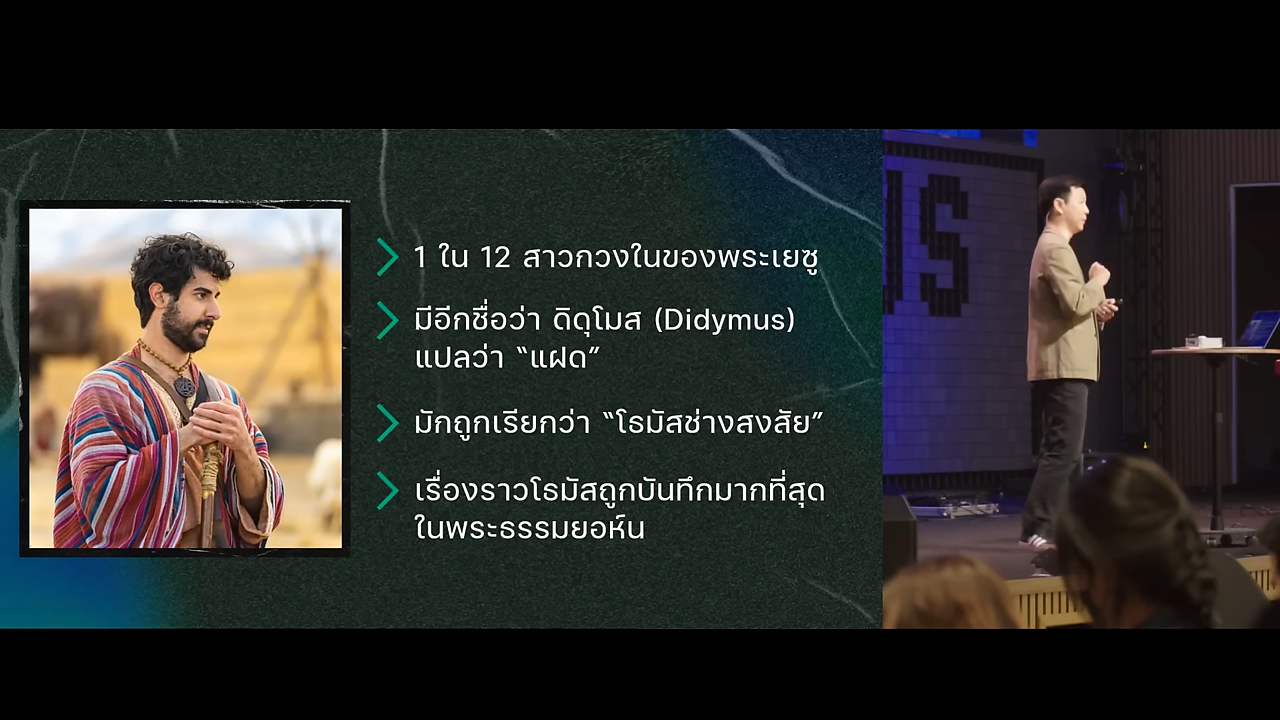 1 ใน 12 สาวกวงในของพระเยซู
มีอีกชื่อว่า ดิดุโมส (Didymus)
แปลว่า “แฝด”
มักถูกเรียกว่า “โธมัสช่างสงสัย”
เรื่องราวโธมัสถูกบันทึกมากที่สุด
ในพระธรรมยอห์น
US